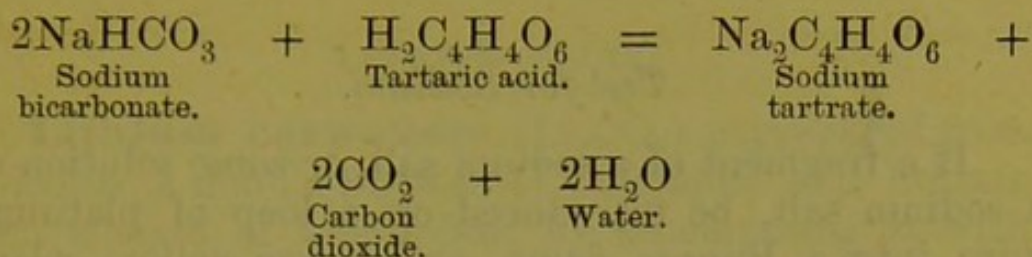 2NaHCO₃ + H₂C₄H₄O₆ = Na₂C₄H₄O₆ +
Sodium bicarbonate. Tartaric acid. Sodium tartrate.
2CO₂ + 2H₂O
Carbon dioxide. Water.